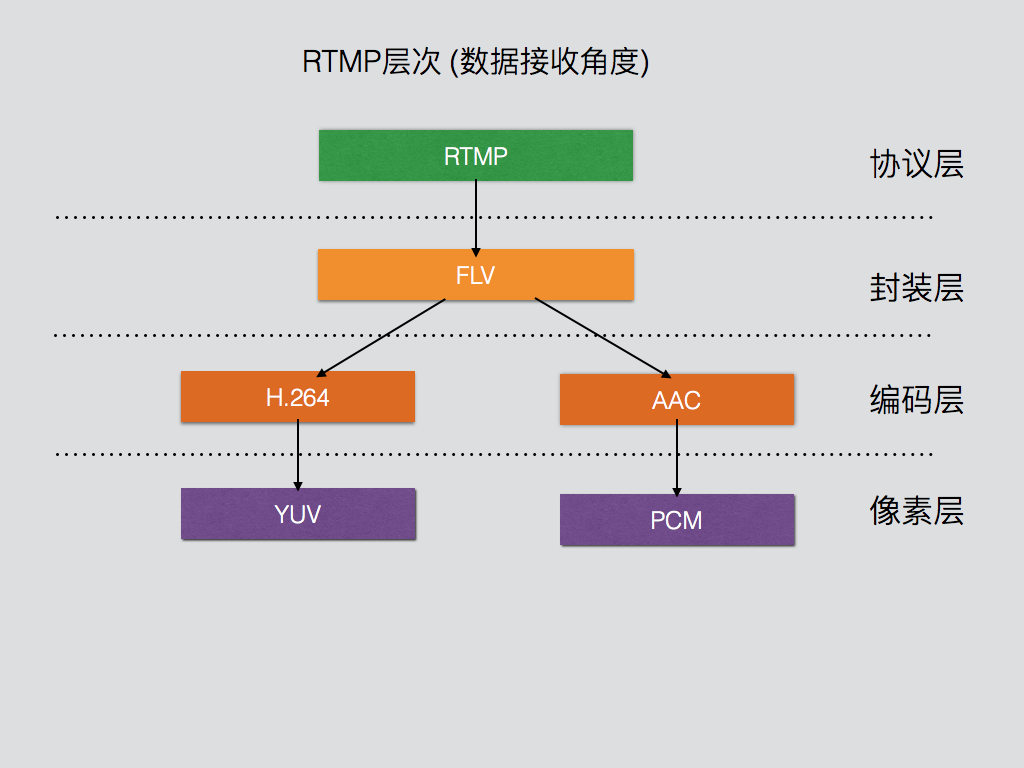 RTMP层次 (数据接收角度)
RTMP
协议层
FLV
封装层
H.264
AAC
编码层
YUV
PCM
像素层